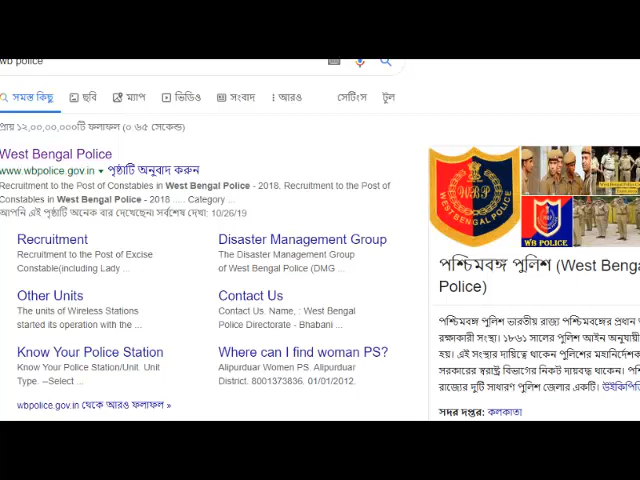 wb police
সমস্ত কিছু ছবি ম্যাপ ভিডিও সংবাদ আরও সেটিংস টুল
প্রায় ১২,০০,০০,০০০টি ফলাফল (০.৬৫ সেকেন্ড)
West Bengal Police
www.wbpolice.gov.in পৃষ্ঠাটি অনুবাদ করুন
Recruitment to the Post of Constables in West Bengal Police - 2018. Recruitment to the Post of
Constables in West Bengal Police - 2018 ..... Category ...
আপনি এই পৃষ্ঠাটি অনেক বার দেখেছেন। সর্বশেষ দেখা: 10/26/19
Recruitment
Recruitment to the Post of Excise
Constable(including Lady ...
Disaster Management Group
The Disaster Management Group
of West Bengal Police (DMG ...
Other Units
The units of Wireless Stations
started its operation with the ...
Contact Us
Contact Us. Name, : West Bengal
Police Directorate - Bhabani ...
Know Your Police Station
Know Your Police Station/Unit. Unit
Type. --Select ...
Where can I find woman PS?
Alipurduar Women PS. Alipurduar
District. 8001373836. 01/01/2012.
wbpolice.gov.in থেকে আরও ফলাফল »
WBP
WEST BENGAL POLICE
WB POLICE
পশ্চিমবঙ্গ পুলিশ (West Benga
Police)
পশ্চিমবঙ্গ পুলিশ ভারতীয় রাজ্য পশ্চিমবঙ্গের প্রধান
রক্ষাকারী সংস্থা। ১৮৬১ সালের পুলিশ আইন অনুযায়ী
হয়। এই সংস্থার দায়িত্বে থাকেন পুলিশের মহানির্দেশক
সরকারের স্বরাষ্ট্র বিভাগের নিকট দায়বদ্ধ থাকেন। পশ্চি
রাজ্যের দুটি সাধারণ পুলিশ জেলার একটি। উইকিপিডি
সদর দপ্তর: কলকাতা